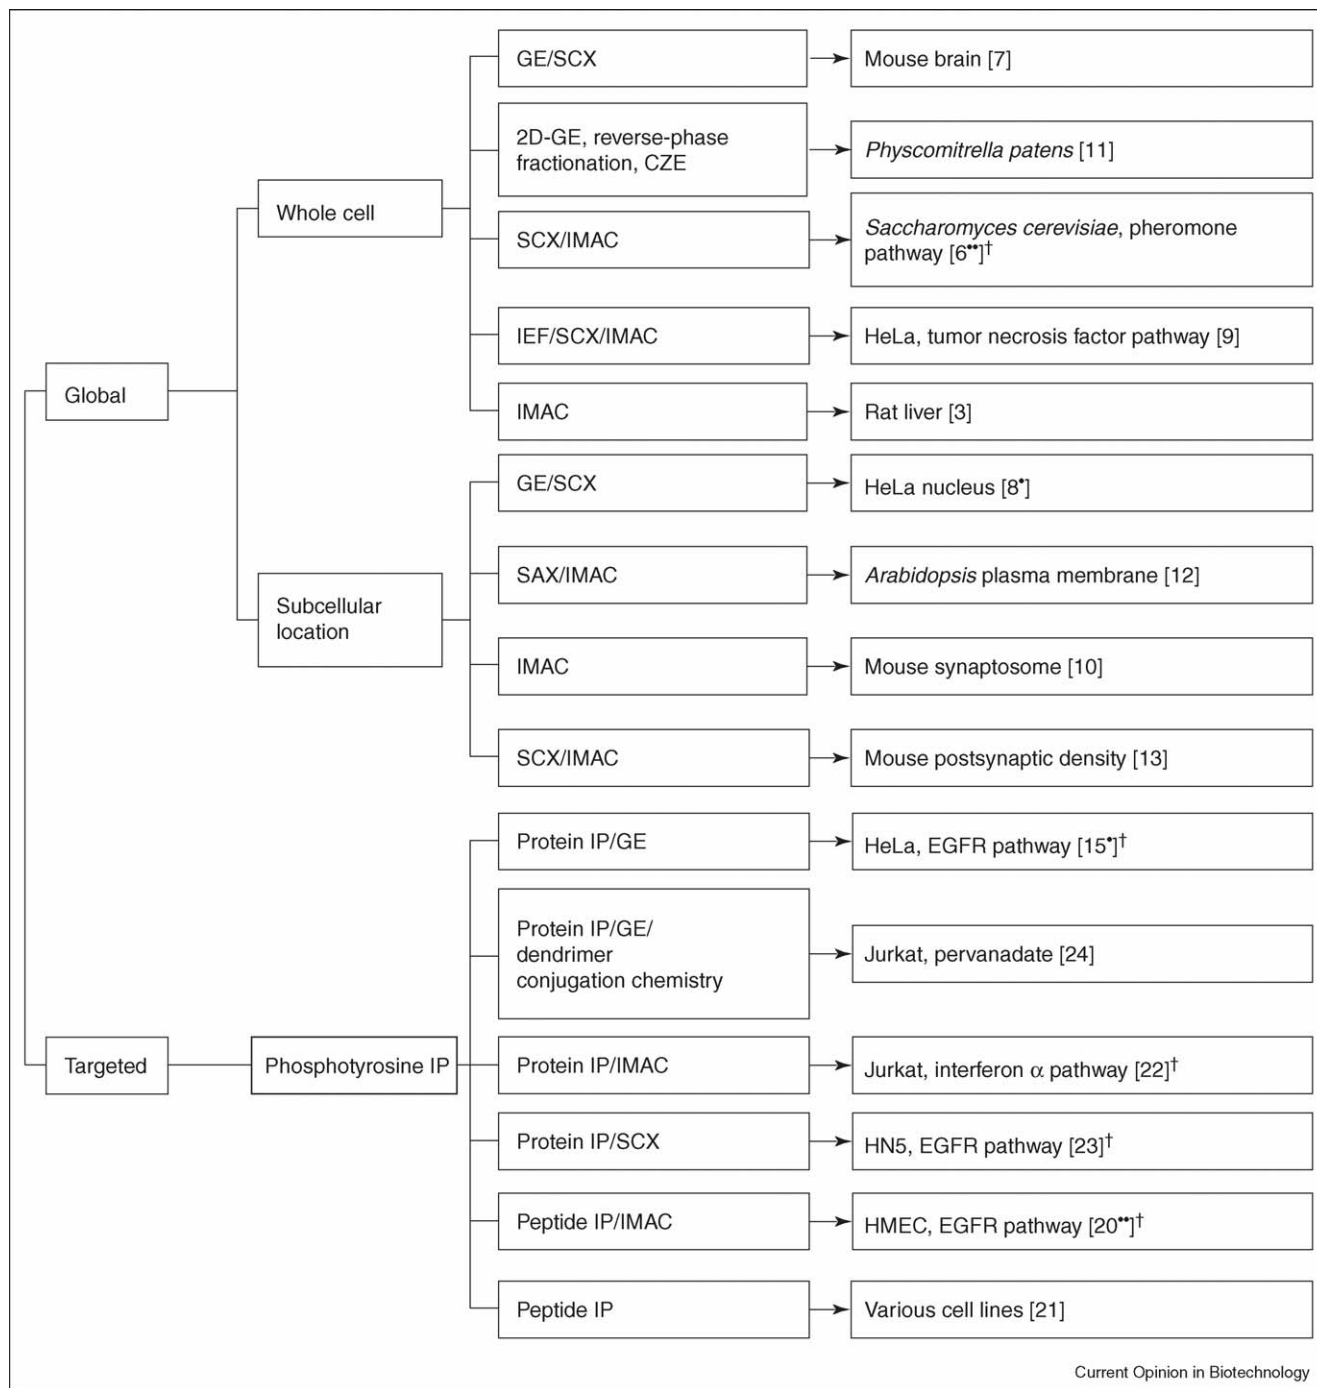 GE/SCX
Mouse brain [7]
2D-GE, reverse-phase
fractionation, CZE
Physcomitrella patens [11]
Whole cell
SCX/IMAC
Saccharomyces cerevisiae, pheromone
pathway [6••]†
IEF/SCX/IMAC
HeLa, tumor necrosis factor pathway [9]
Global
IMAC
Rat liver [3]
GE/SCX
HeLa nucleus [8•]
SAX/IMAC
Arabidopsis plasma membrane [12]
Subcellular
location
IMAC
Mouse synaptosome [10]
SCX/IMAC
Mouse postsynaptic density [13]
Protein IP/GE
HeLa, EGFR pathway [15•]†
Protein IP/GE/
dendrimer
conjugation chemistry
Jurkat, pervanadate [24]
Targeted
Phosphotyrosine IP
Protein IP/IMAC
Jurkat, interferon α pathway [22]†
Protein IP/SCX
HN5, EGFR pathway [23]†
Peptide IP/IMAC
HMEC, EGFR pathway [20••]†
Peptide IP
Various cell lines [21]
Current Opinion in Biotechnology